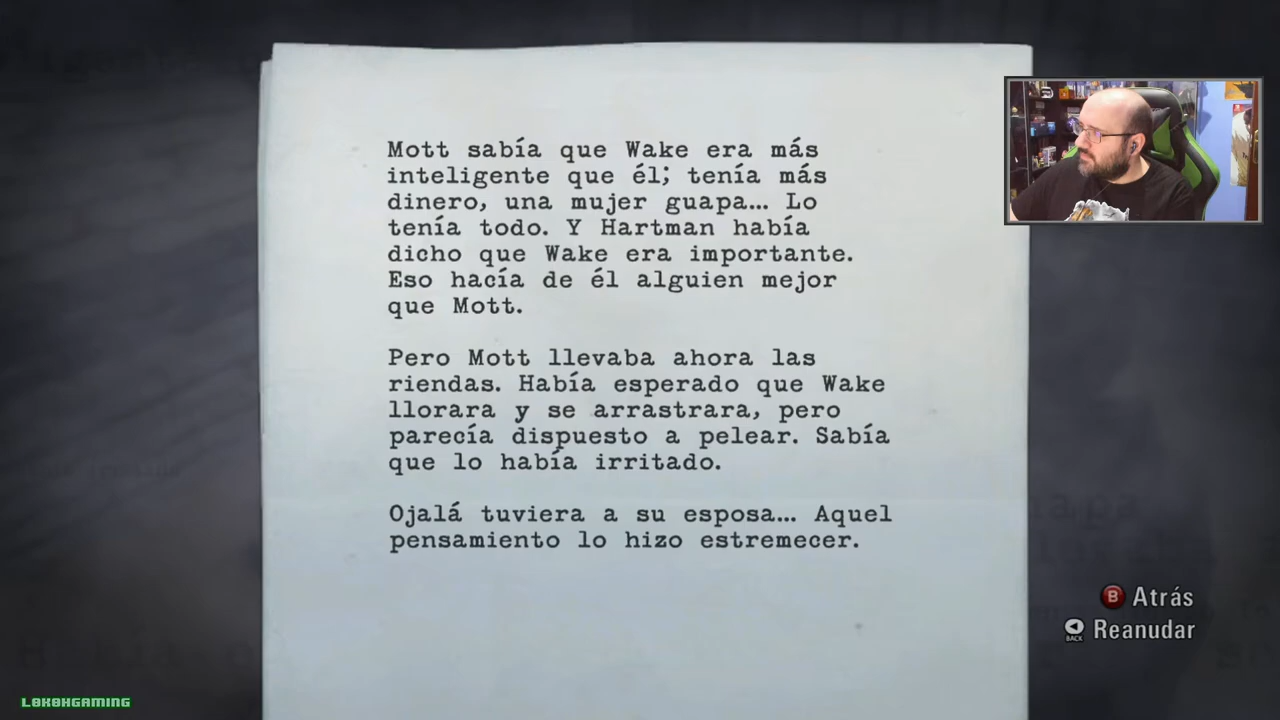 Mott sabía que Wake era más
inteligente que él; tenía más
dinero, una mujer guapa… Lo
tenía todo. Y Hartman había
dicho que Wake era importante.
Eso hacía de él alguien mejor
que Mott.
Pero Mott llevaba ahora las
riendas. Había esperado que Wake
llorara y se arrastrara, pero
parecía dispuesto a pelear. Sabía
que lo había irritado.
Ojalá tuviera a su esposa… Aquel
pensamiento lo hizo estremecer.
B Atrás
BACK Reanudar
L0K0XGAMING